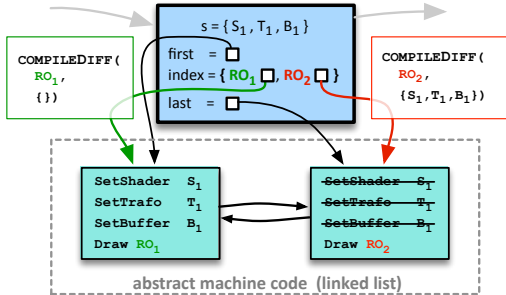 s = { S1 , T1 , B1 }
first =
index = { RO1 , RO2 }
last =
COMPILEDIFF(
RO1
,
{})
COMPILEDIFF(
RO2
,
{S1,T1,B1})
SetShader S1
SetTrafo T1
SetBuffer B1
Draw RO1
SetShader S1
SetTrafo T1
SetBuffer B1
Draw RO2
abstract machine code (linked list)